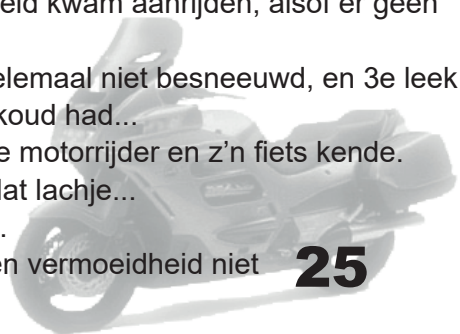 eid kwam aanrijden, alsof er geen
elemaal niet besneeuwd, en 3e leek
koud had...
e motorrijder en z'n fiets kende.
lat lachje...
.
en vermoeidheid niet
25